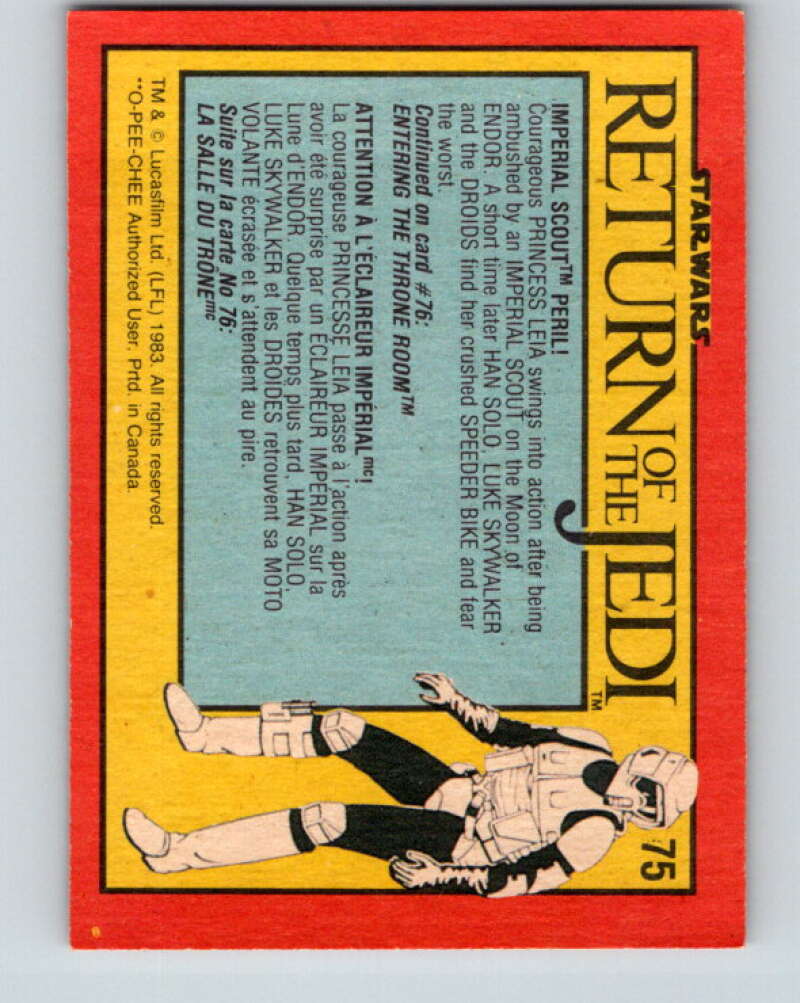 STAR WARS
RETURN OF THE JEDI™
75
IMPERIAL SCOUT™ PERIL!
Courageous PRINCESS LEIA swings into action after being
ambushed by an IMPERIAL SCOUT on the Moon of
ENDOR. A short time later HAN SOLO, LUKE SKYWALKER
and the DROIDS find her crushed SPEEDER BIKE and fear
the worst.
Continued on cad #76:
ENTERING THE THRONE ROOM™
ATTENTION À L'ÉCLAIREUR IMPÉRIALmc!
La courageuse PRINCESSE LEIA passe à l'action après
avoir été surprise par un ÉCLAIREUR IMPÉRIAL sur la
Lune d'ENDOR. Quelque temps plus tard, HAN SOLO,
LUKE SKYWALKER et les DROÏDES retrouvent sa MOTO
VOLANTE écrasée et s'attendent au pire.
Suite sur la carte No 76:
LA SALLE DU TRÔNEmc
TM & © Lucasfilm Ltd. (LFL) 1983. All rights reserved.
**O-PEE-CHEE Authorized User. Prtd. in Canada.